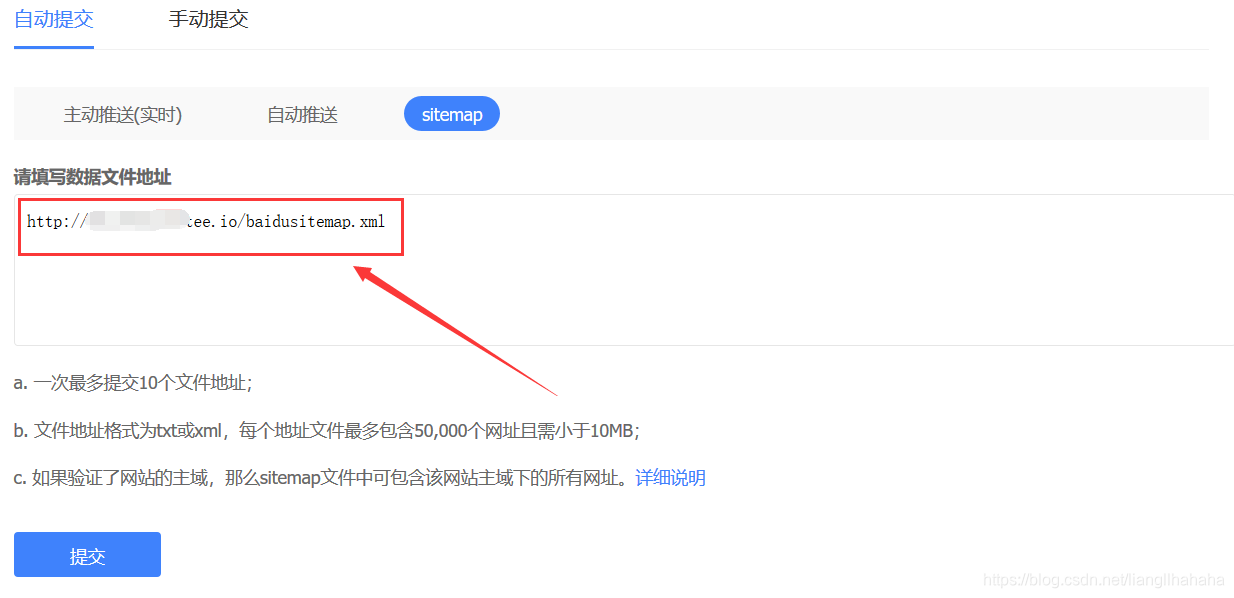 自动提交 手动提交
主动推送(实时) 自动推送 sitemap
请填写数据文件地址
http:// tee.io/baidusitemap.xml
a. 一次最多提交10个文件地址；
b. 文件地址格式为txt或xml，每个地址文件最多包含50,000个网址且需小于10MB；
c. 如果验证了网站的主域，那么sitemap文件中可包含该网站主域下的所有网址。详细说明
提交
https://blog.csdn.net/liangllhahaha